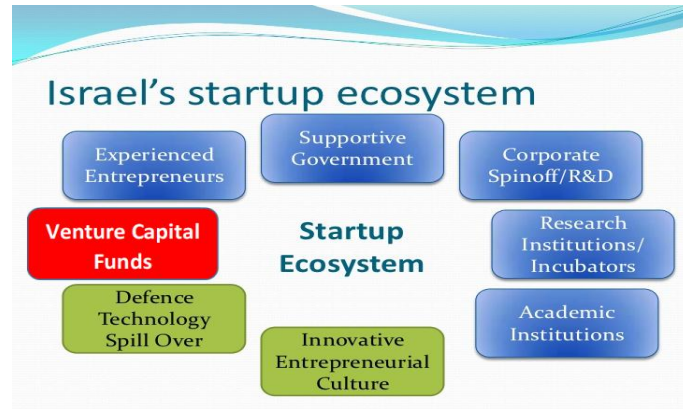 Israel's startup ecosystem
Supportive
Government
Experienced
Entrepreneurs
Corporate
Spinoff/R&D
Venture Capital
Funds
Startup
Ecosystem
Research
Institutions/
Incubators
Defence
Technology
Spill Over
Innovative
Entrepreneurial
Culture
Academic
Institutions